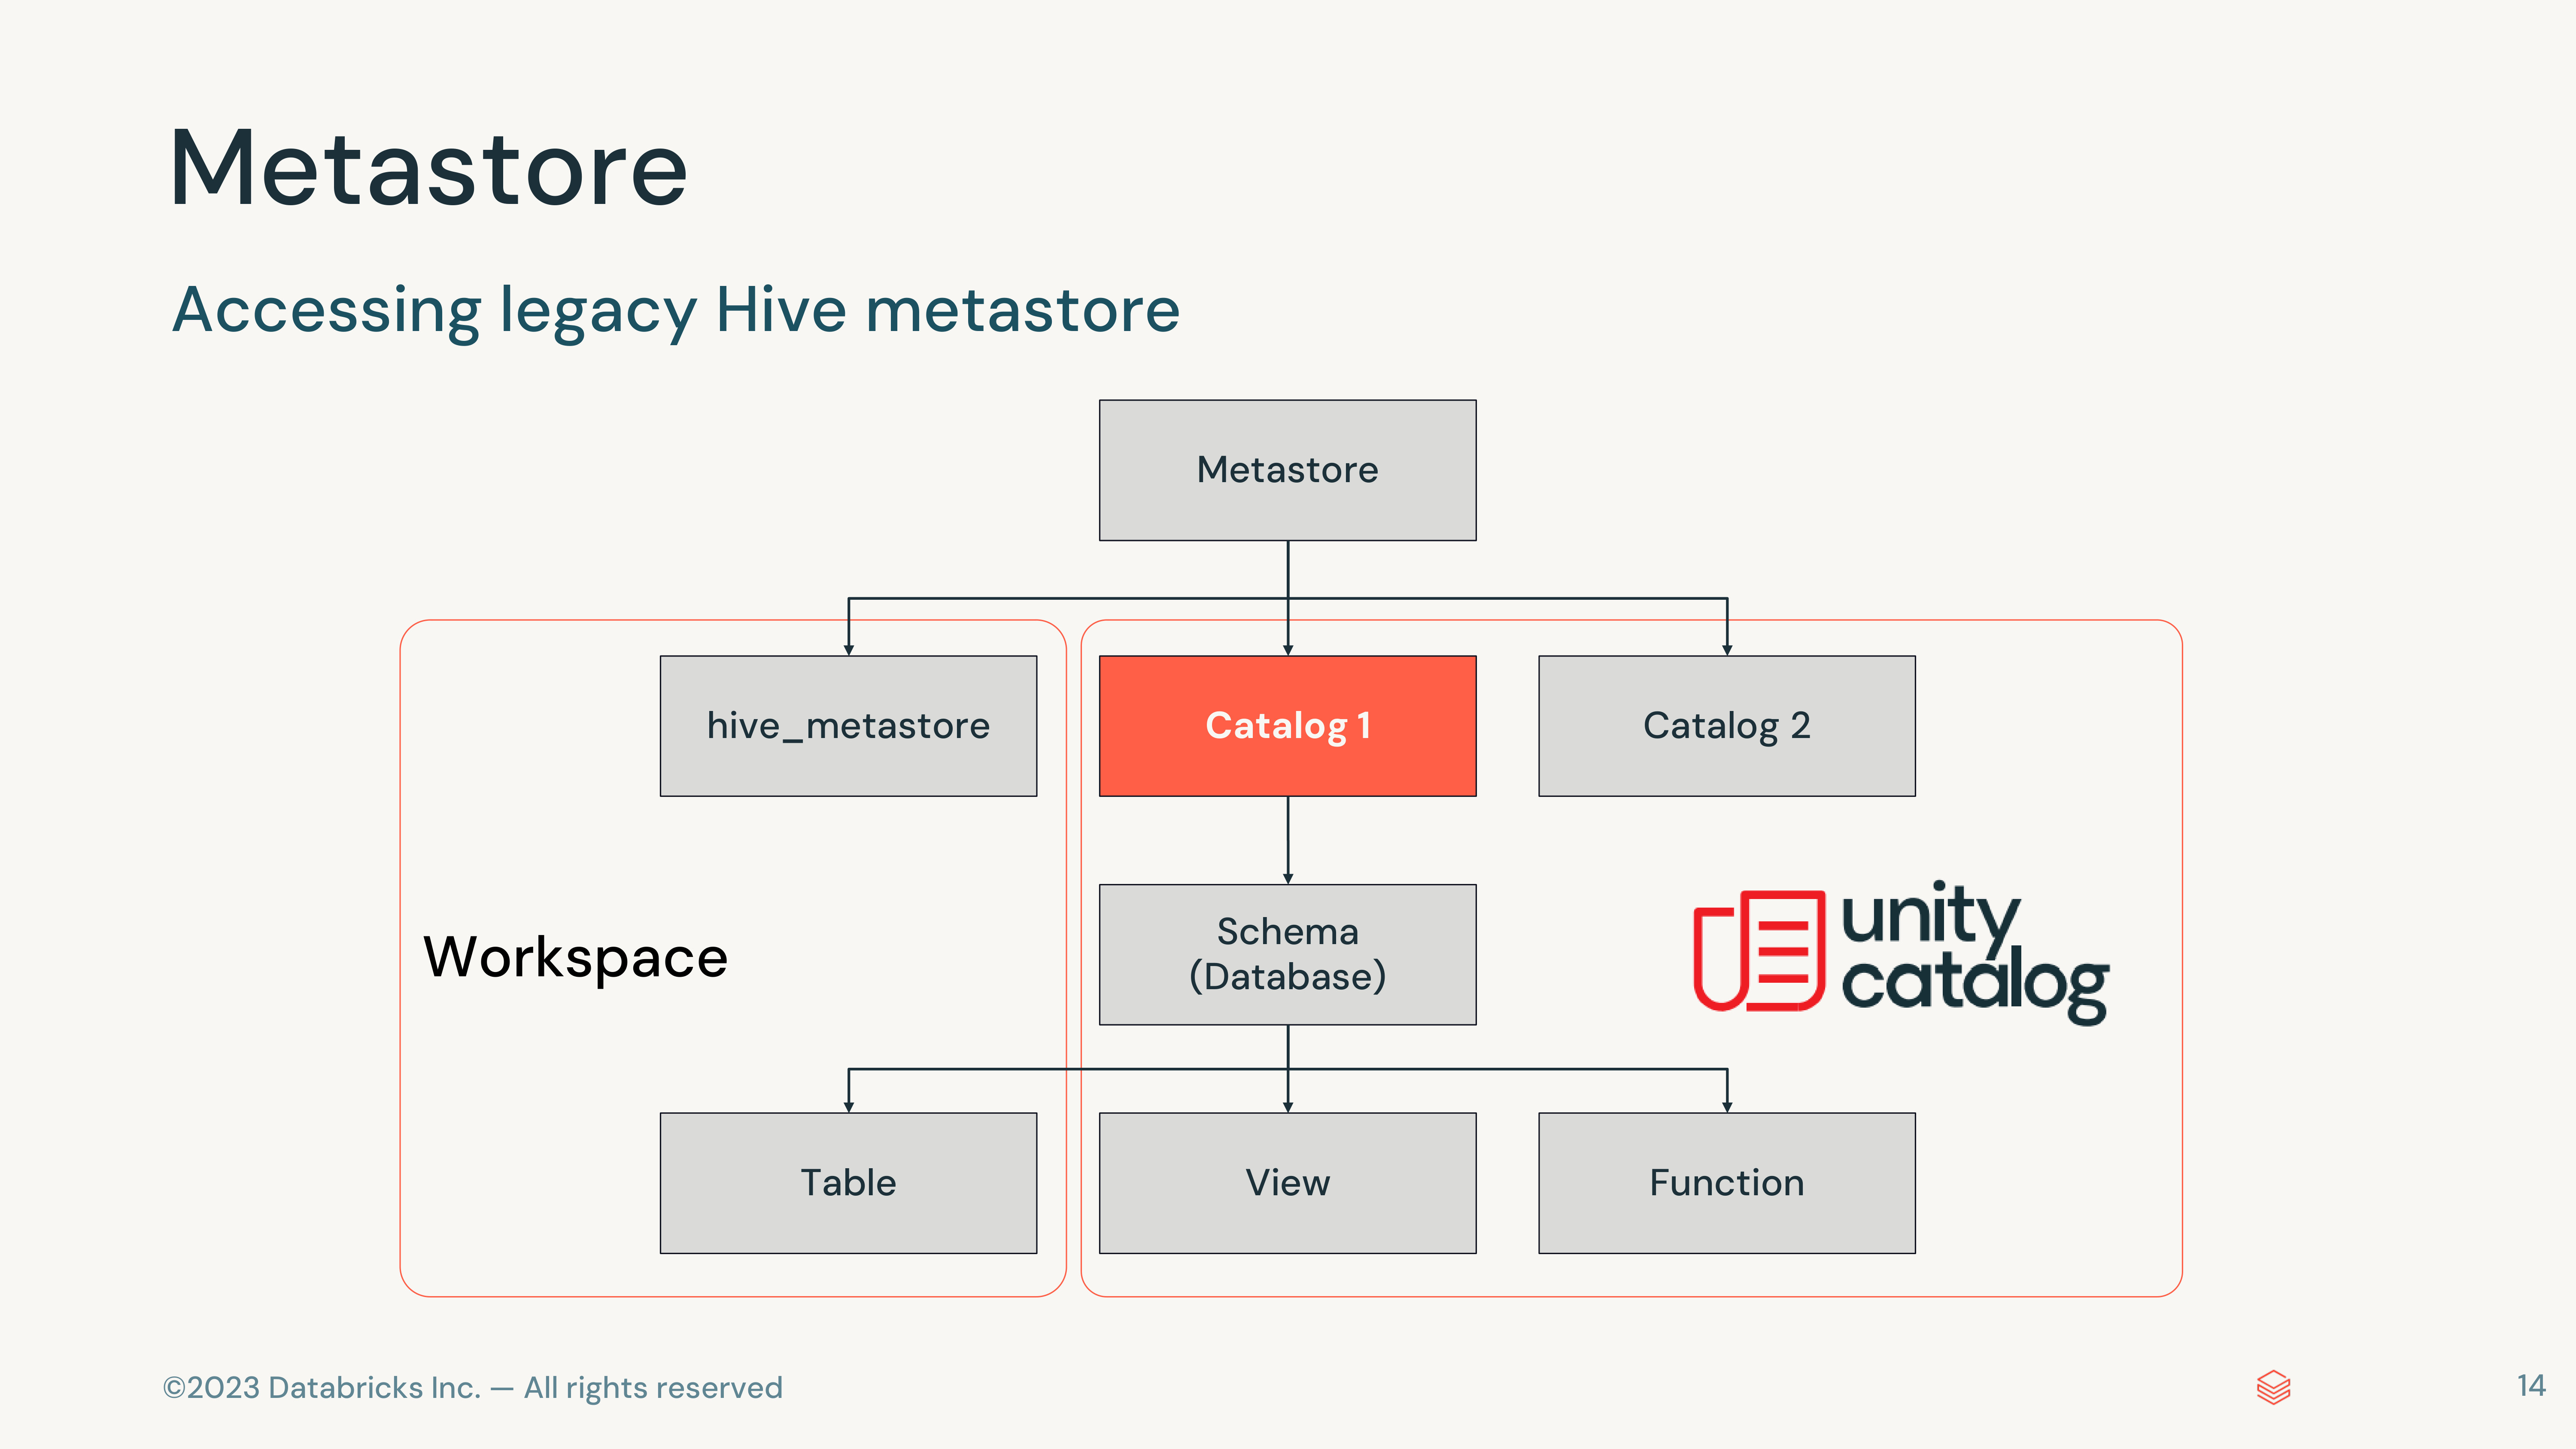 Metastore
Accessing legacy Hive metastore
Metastore
hive_metastore
Catalog 1
Catalog 2
Workspace
Schema
(Database)
unity
catalog
Table
View
Function
©2023 Databricks Inc. — All rights reserved
14